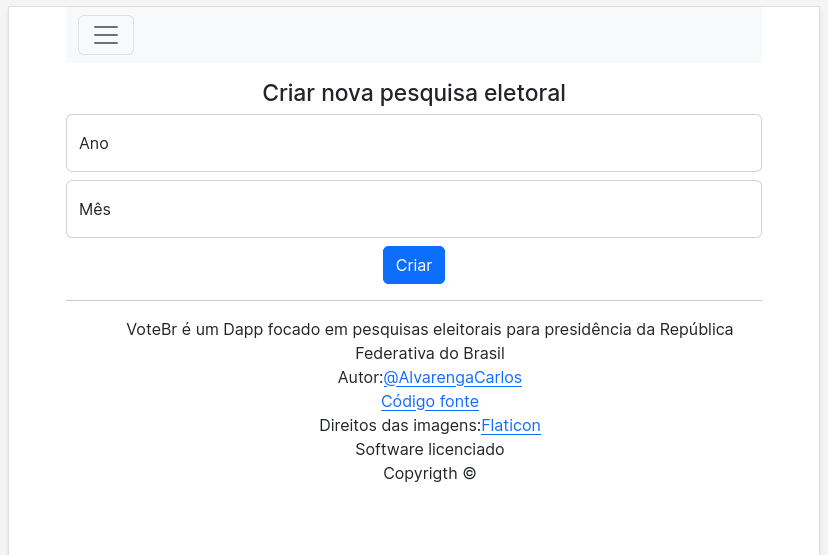 Criar nova pesquisa eletoral
Ano
Mês
Criar
VoteBr é um Dapp focado em pesquisas eleitorais para presidência da República
Federativa do Brasil
Autor:@AlvarengaCarlos
Código fonte
Direitos das imagens:Flaticon
Software licenciado
Copyrigth ©